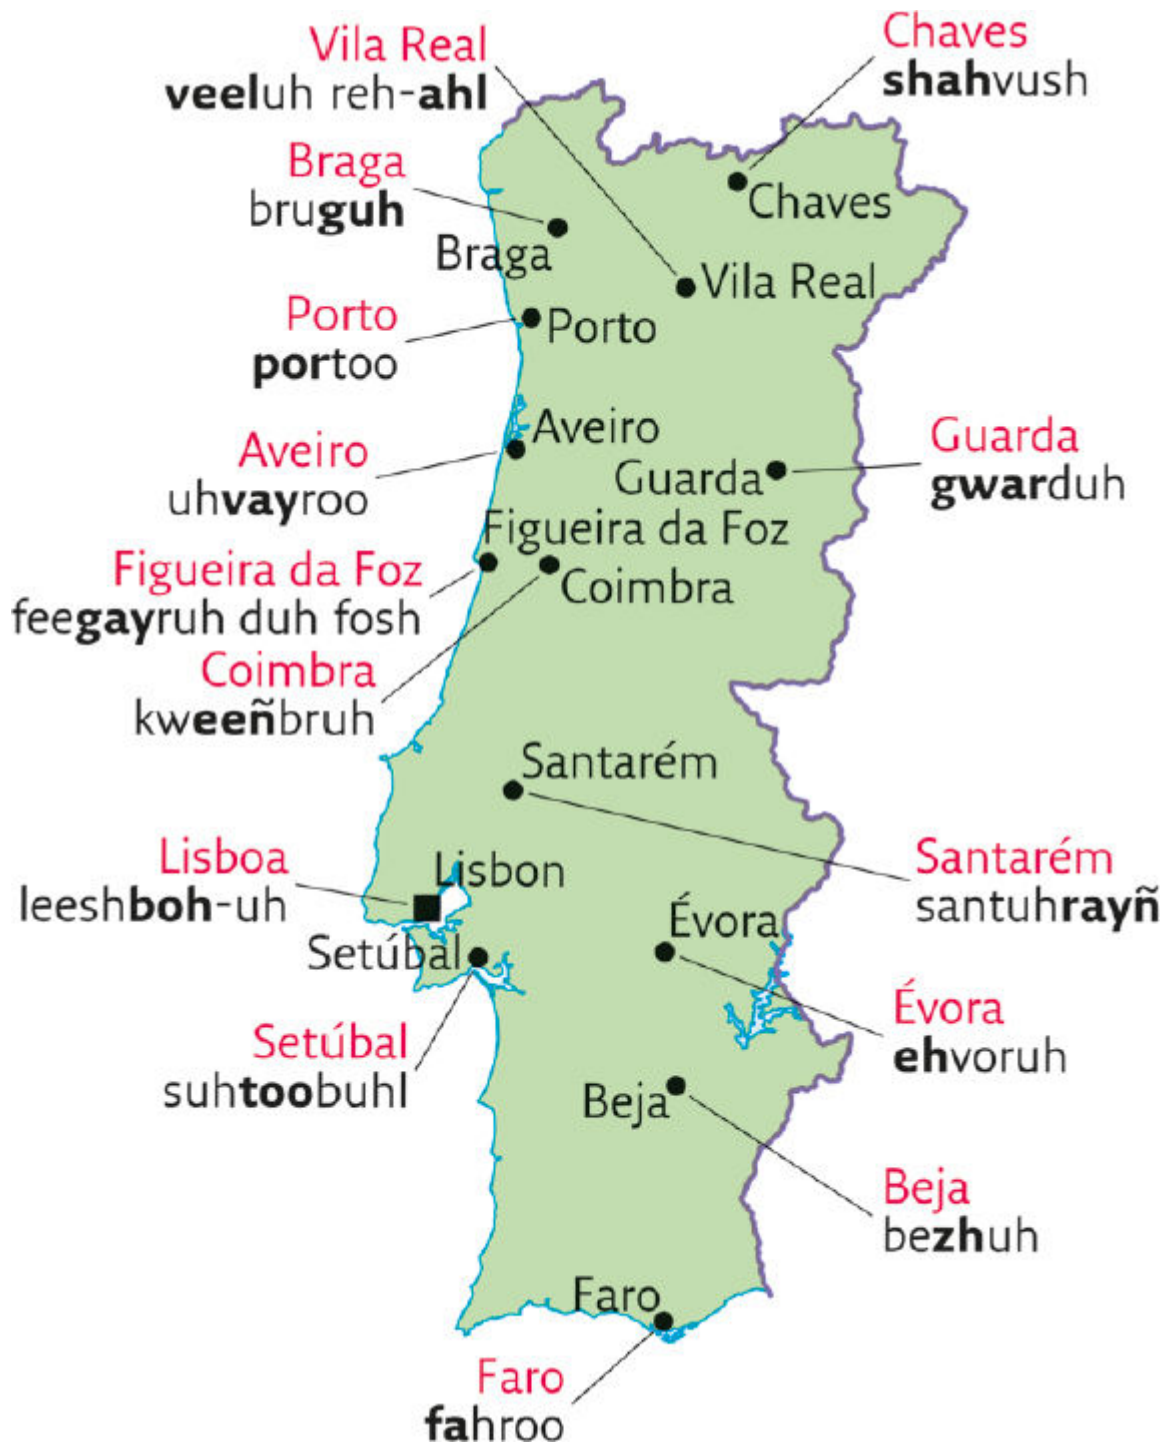 Vila Real
veeluh reh-ahl
Chaves
shahvush
Braga
bruguh
Chaves
Braga
Vila Real
Porto
portoo
Porto
Aveiro
uhvayroo
Aveiro
Guarda
Guarda
gwarduh
Figueira da Foz
Figueira da Foz
feegayruh duh fosh
Coimbra
Coimbra
kweeñbruh
Santarém
Lisboa
leeshboh-uh
Lisbon
Santarém
santuhrayñ
Évora
Setúbal
Setúbal
suhtoobuhl
Évora
ehvoruh
Beja
Beja
bezhuh
Faro
Faro
fahroo